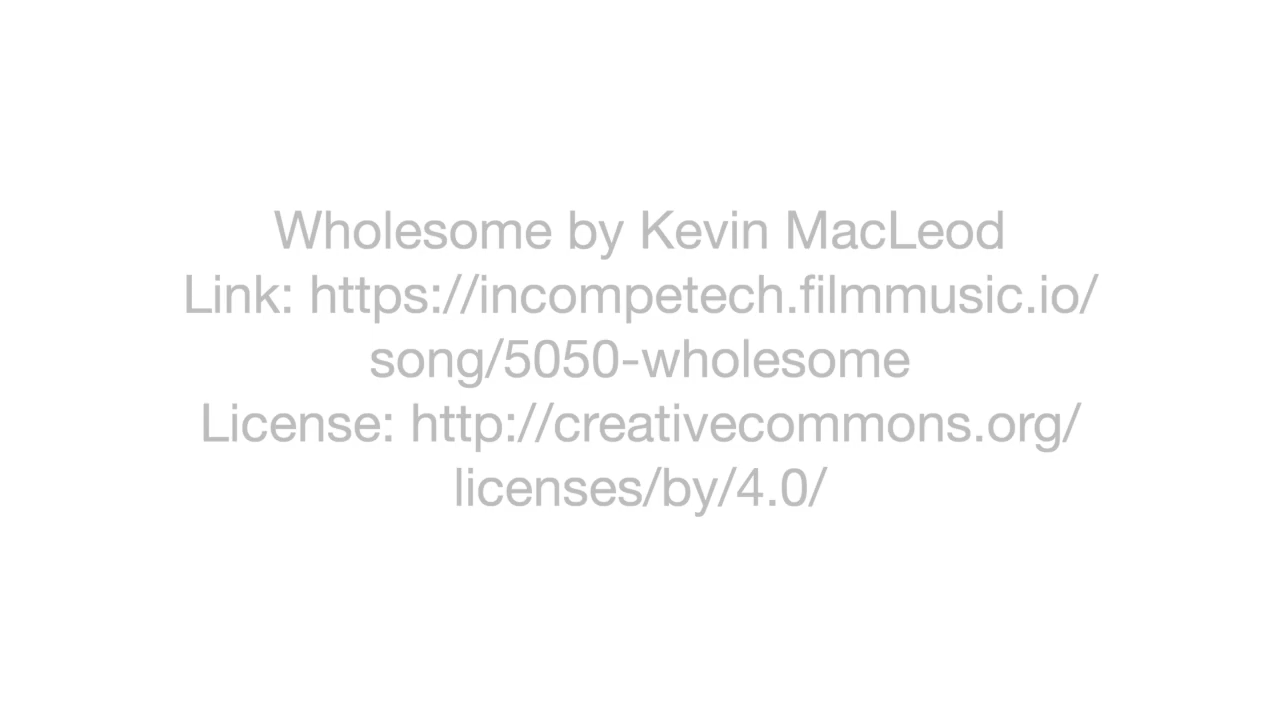 Wholesome by Kevin MacLeod
Link: https://incompetech.filmmusic.io/
song/5050-wholesome
License: http://creativecommons.org/
licenses/by/4.0/